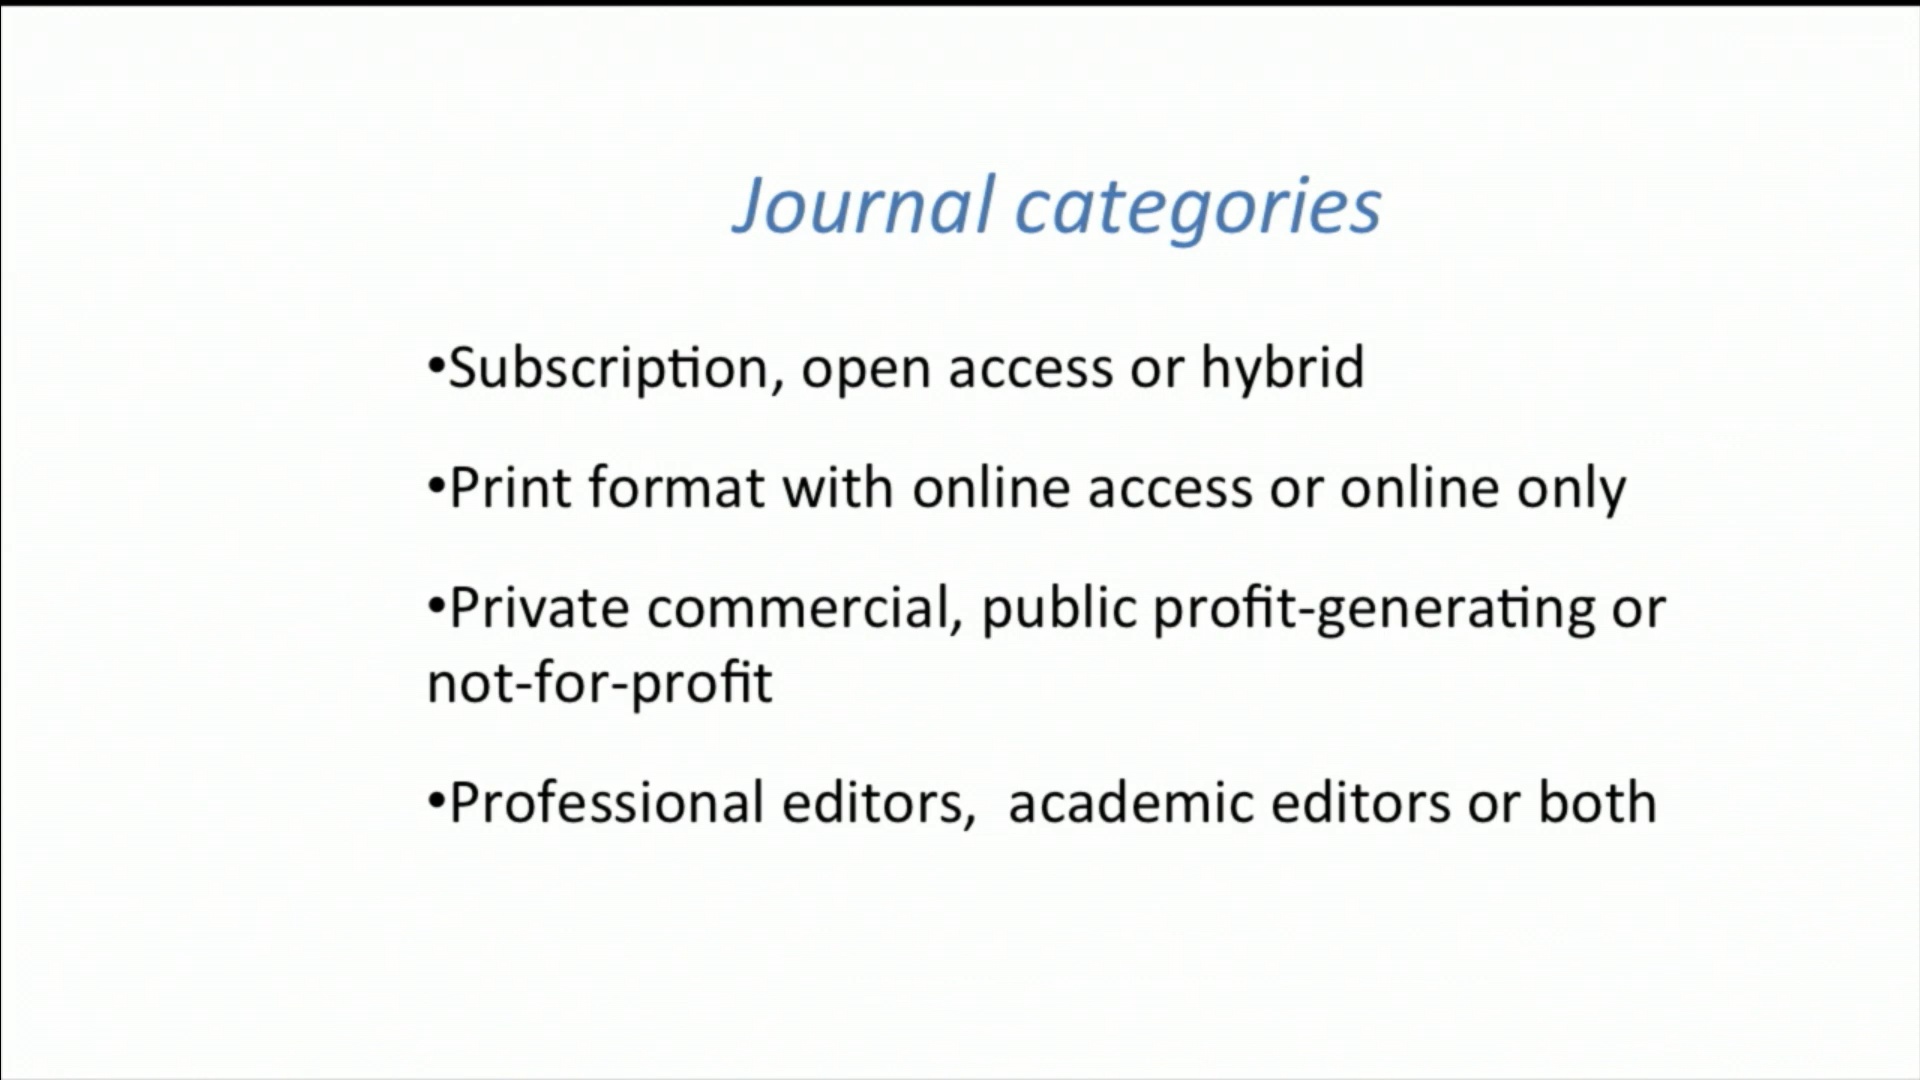 Journal categories
•Subscription, open access or hybrid
•Print format with online access or online only
•Private commercial, public profit-generating or
not-for-profit
•Professional editors,  academic editors or both